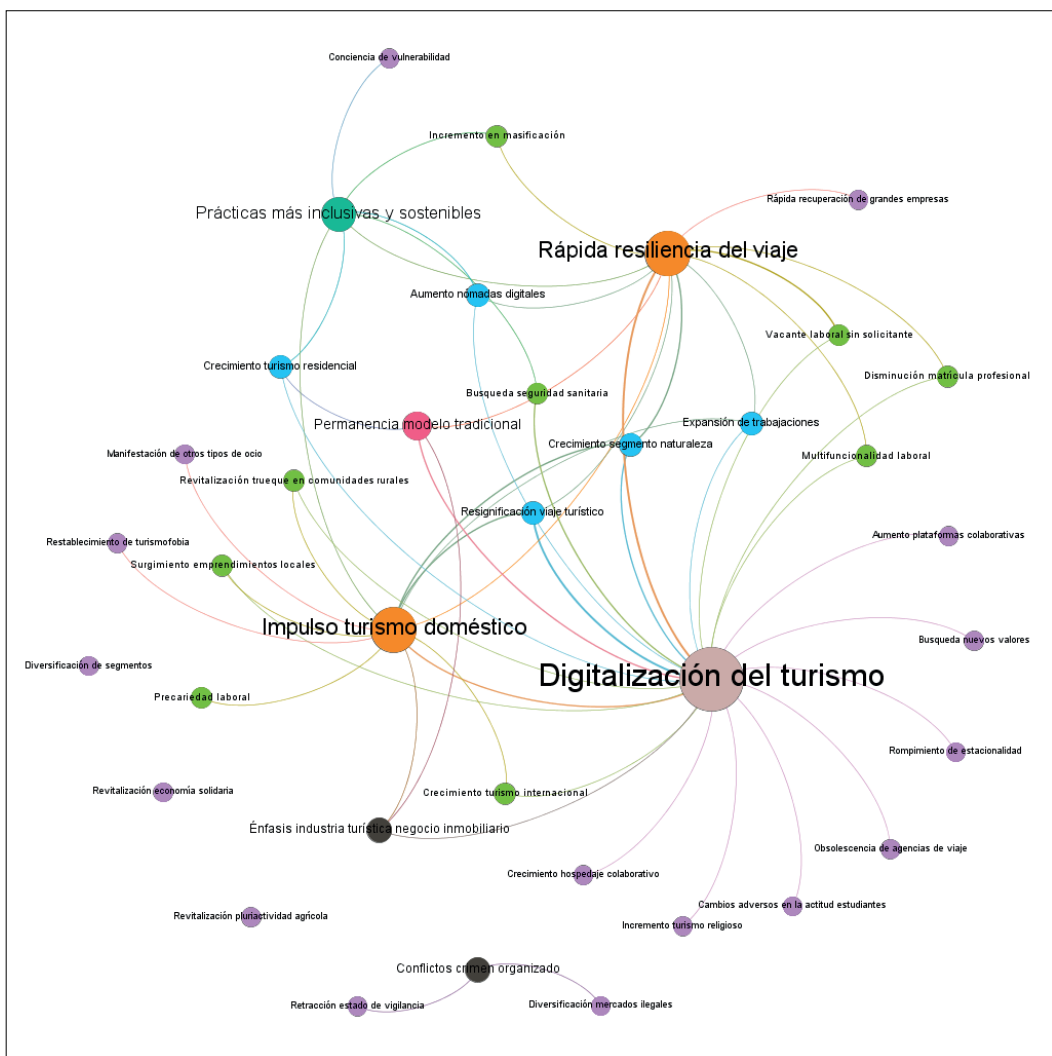 Conciencia de vulnerabilidad
Incremento en masificación
Rápida recuperación de grandes empresas
Prácticas más inclusivas y sostenibles
Rápida resiliencia del viaje
Aumento nómadas digitales
Vacante laboral sin solicitante
Crecimiento turismo residencial
Disminución matrícula profesional
Busqueda seguridad sanitaria
Permanencia modelo tradicional
Expansión de trabajaciones
Crecimiento segmento naturaleza
Manifestación de otros tipos de ocio
Multifuncionalidad laboral
Revitalización trueque en comunidades rurales
Resignificación viaje turístico
Aumento plataformas colaborativas
Restablecimiento de turismofobia
Surgimiento emprendimientos locales
Impulso turismo doméstico
Busqueda nuevos valores
Diversificación de segmentos
Digitalización del turismo
Precariedad laboral
Rompimiento de estacionalidad
Revitalización economía solidaria
Crecimiento turismo internacional
Énfasis industria turística negocio inmobiliario
Obsolescencia de agencias de viaje
Crecimiento hospedaje colaborativo
Cambios adversos en la actitud estudiantes
Revitalización pluriactividad agrícola
Incremento turismo religioso
Conflictos crimen organizado
Retracción estado de vigilancia
Diversificación mercados ilegales